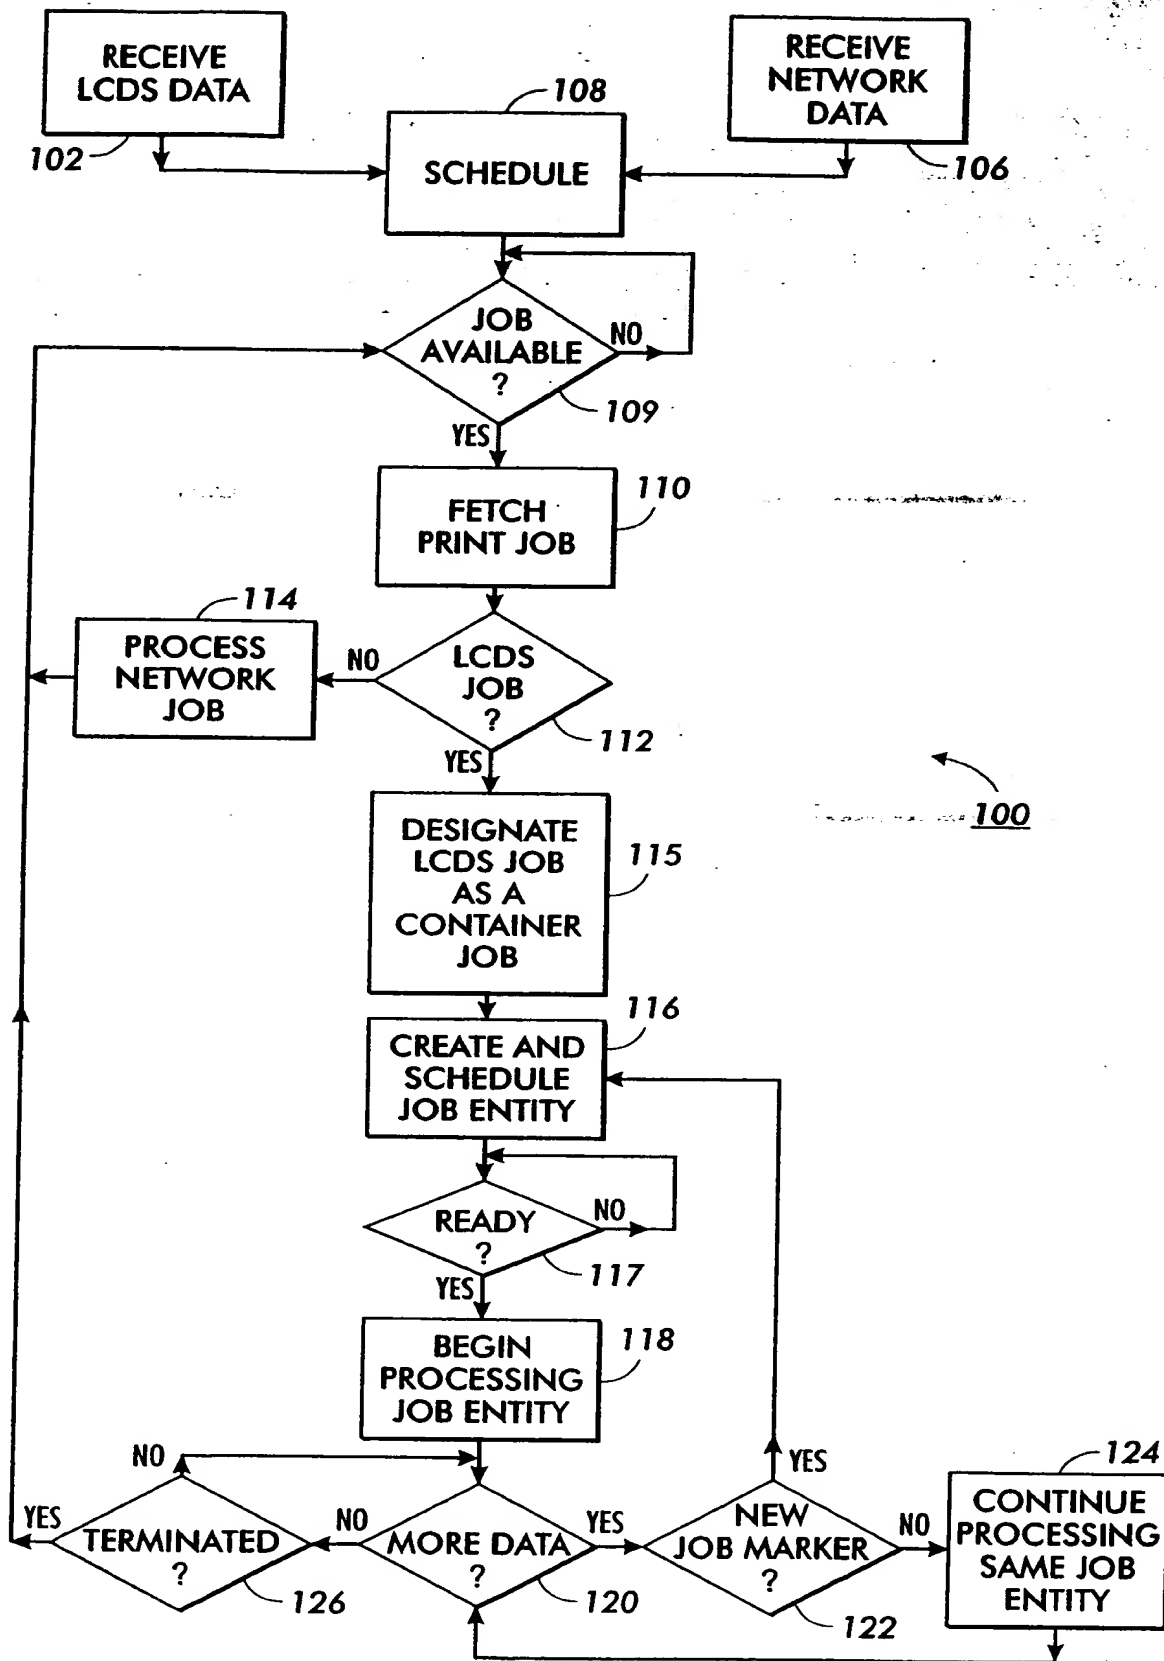 RECEIVE
LCDS DATA
102
RECEIVE
NETWORK
DATA
106
108
SCHEDULE
JOB
AVAILABLE
?
NO
109
YES
110
FETCH
PRINT JOB
114
PROCESS
NETWORK
JOB
NO
LCDS
JOB
?
112
YES
100
DESIGNATE
LCDS JOB
AS A
CONTAINER
JOB
115
116
CREATE AND
SCHEDULE
JOB ENTITY
READY
?
NO
117
YES
BEGIN
PROCESSING
JOB ENTITY
118
NO
YES
TERMINATED
?
126
NO
MORE DATA
?
120
YES
YES
NEW
JOB MARKER
?
122
NO
124
CONTINUE
PROCESSING
SAME JOB
ENTITY